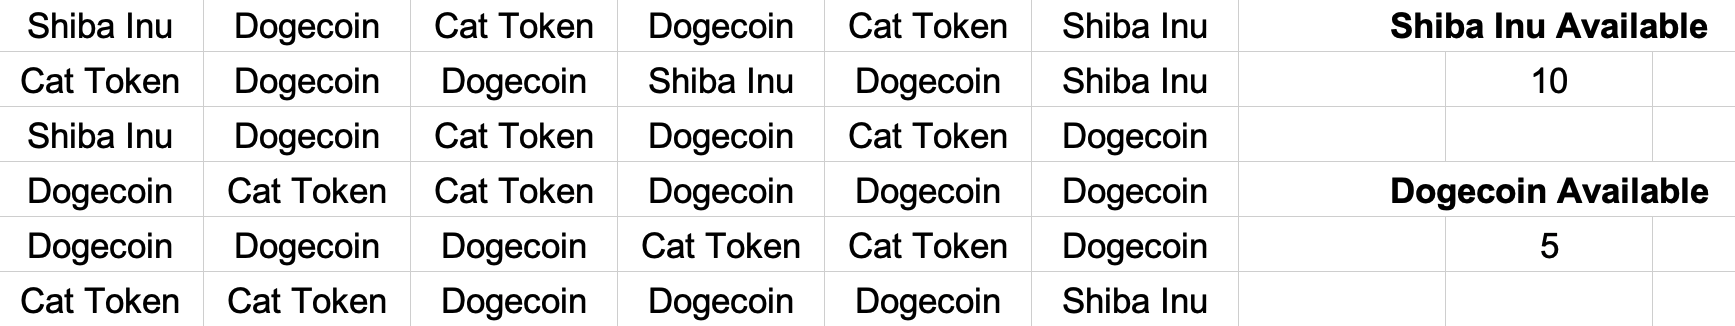 Shiba Inu Dogecoin Cat Token Dogecoin Cat Token Shiba Inu Shiba Inu Available
Cat Token Dogecoin Dogecoin Shiba Inu Dogecoin Shiba Inu 10
Shiba Inu Dogecoin Cat Token Dogecoin Cat Token Dogecoin
Dogecoin Cat Token Cat Token Dogecoin Dogecoin Dogecoin Dogecoin Available
Dogecoin Dogecoin Dogecoin Cat Token Cat Token Dogecoin 5
Cat Token Cat Token Dogecoin Dogecoin Dogecoin Shiba Inu